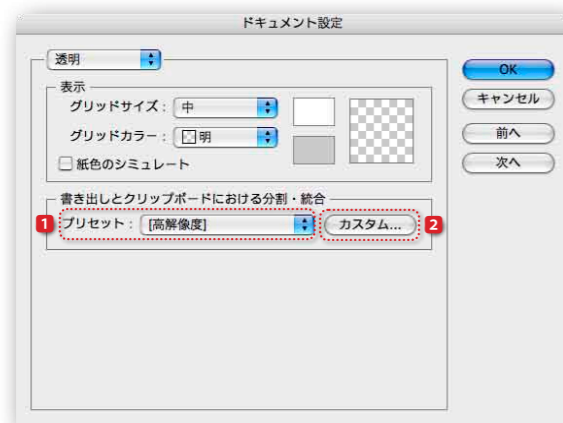 ドキュメント設定
透明
OK
表示
キャンセル
グリッドサイズ： 中
前へ
グリッドカラー： 明
次へ
紙色のシミュレート
書き出しとクリップボードにおける分割・統合
1 プリセット： [高解像度] カスタム... 2